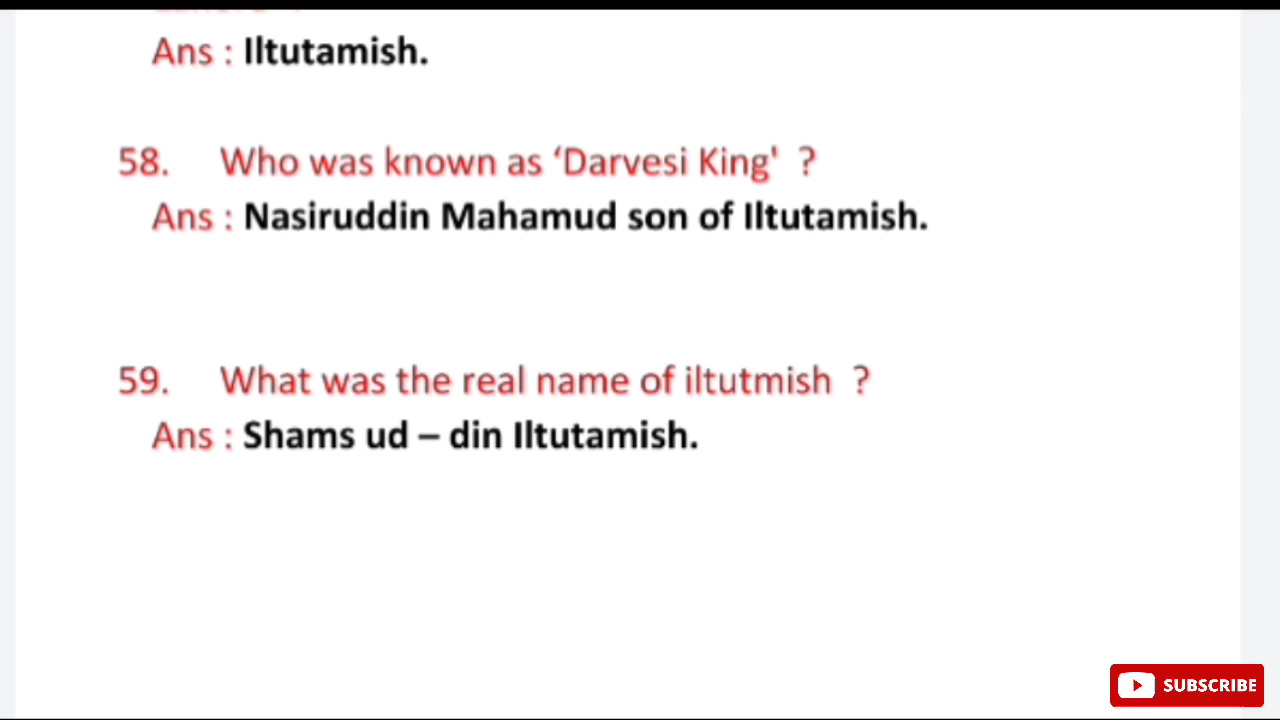 Ans : Iltutamish.
58. Who was known as ‘Darvesi King' ?
Ans : Nasiruddin Mahamud son of Iltutamish.
59. What was the real name of iltutmish ?
Ans : Shams ud – din Iltutamish.
SUBSCRIBE